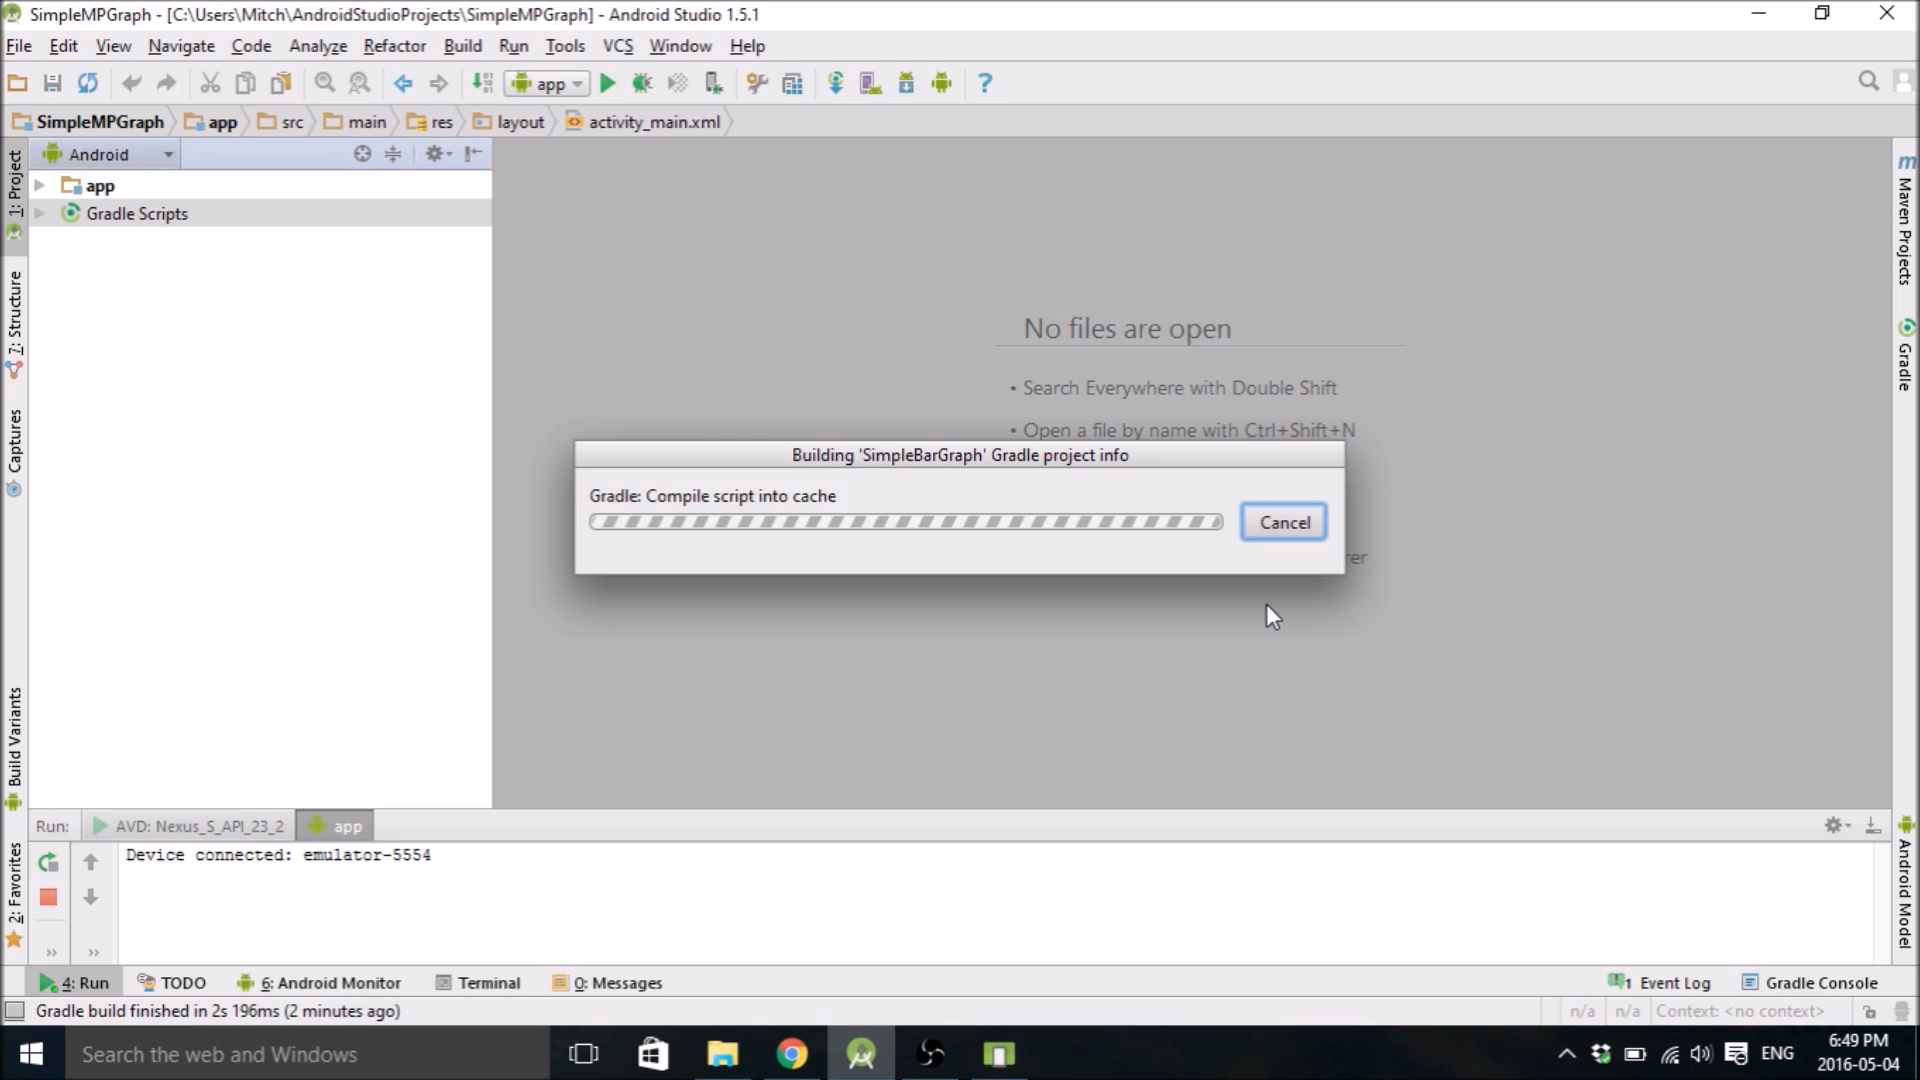 SimpleMPGraph - [C:\Users\Mitch\AndroidStudioProjects\SimpleMPGraph] - Android Studio 1.5.1
File Edit View Navigate Code Analyze Refactor Build Run Tools VCS Window Help
app
SimpleMPGraph app src main res layout activity_main.xml
Android
app
Gradle Scripts
1: Project
7: Structure
Captures
Build Variants
2: Favorites
Maven Projects
Gradle
Android Model
No files are open
• Search Everywhere with Double Shift
• Open a file by name with Ctrl+Shift+N
rer
Building 'SimpleBarGraph' Gradle project info
Gradle: Compile script into cache
Cancel
Run: AVD: Nexus_S_API_23_2 app
Device connected: emulator-5554
4: Run TODO 6: Android Monitor Terminal 0: Messages 1 Event Log Gradle Console
Gradle build finished in 2s 196ms (2 minutes ago) n/a n/a Context: <no context>
Search the web and Windows
ENG
6:49 PM
2016-05-04